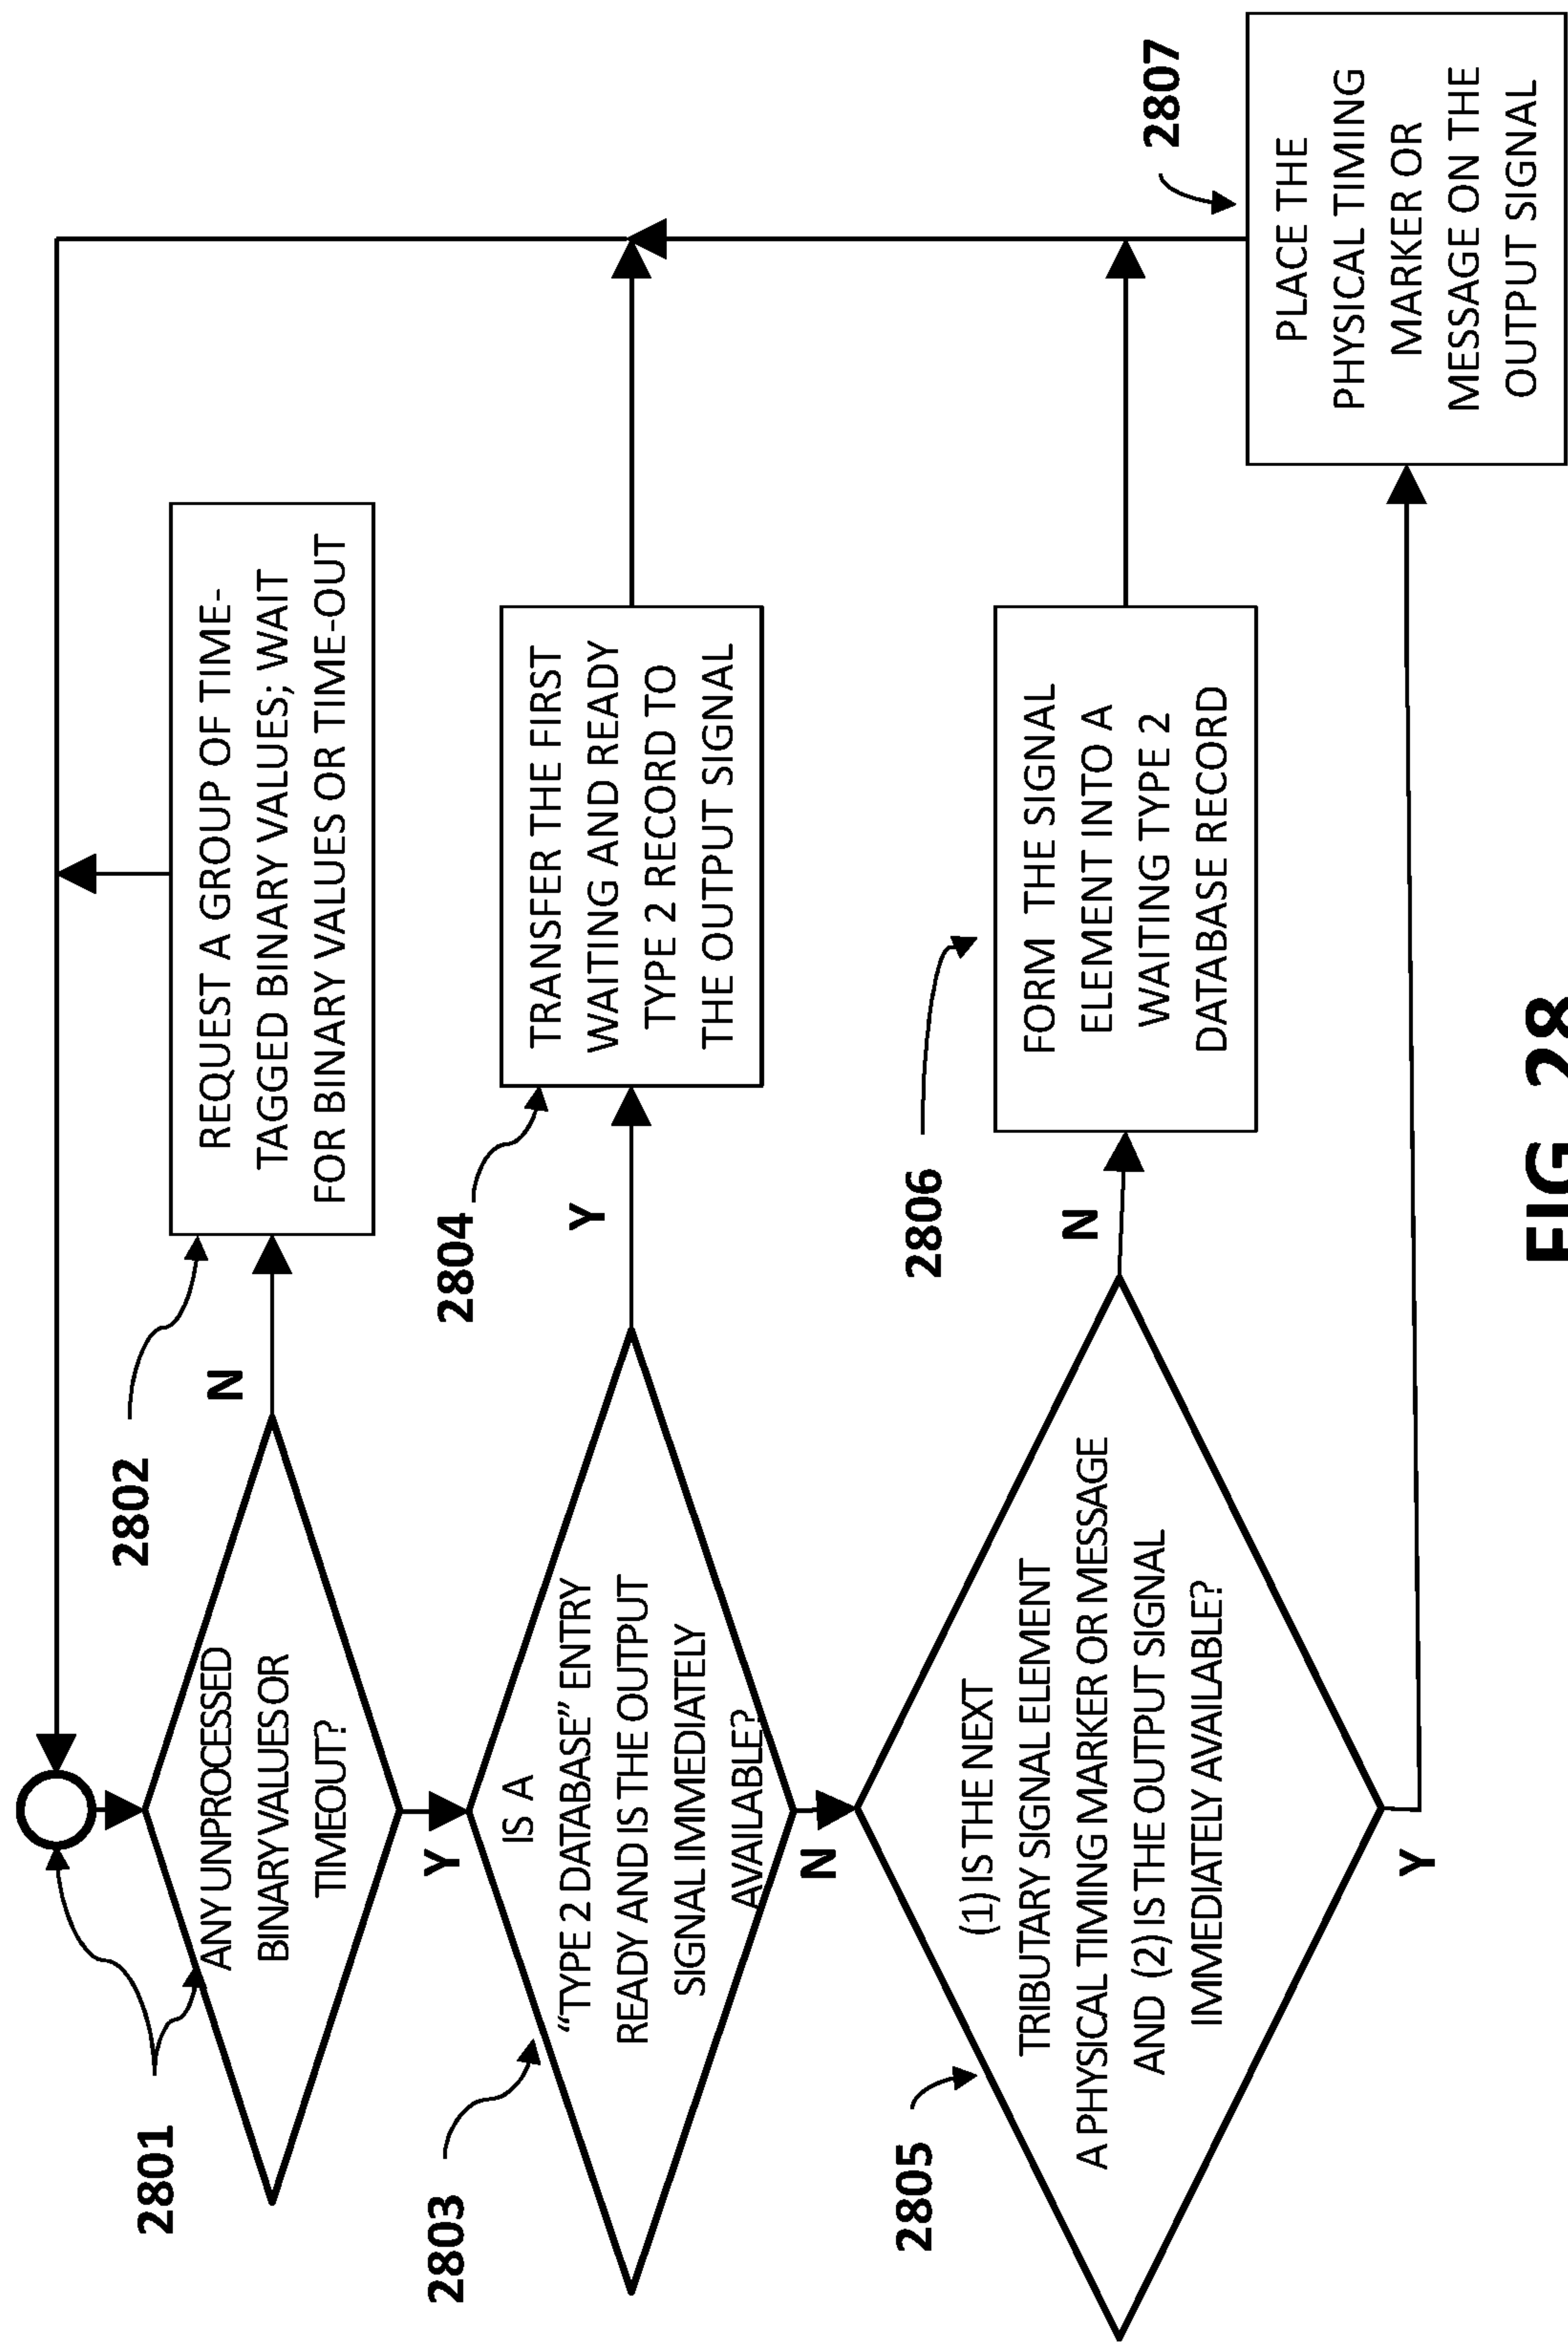 2801
ANY UNPROCESSED
BINARY VALUES OR
TIMEOUT?
N
Y
2802
REQUEST A GROUP OF TIME-
TAGGED BINARY VALUES; WAIT
FOR BINARY VALUES OR TIME-OUT
2803
IS A
“TYPE 2 DATABASE” ENTRY
READY AND IS THE OUTPUT
SIGNAL IMMEDIATELY
AVAILABLE?
Y
N
2804
TRANSFER THE FIRST
WAITING AND READY
TYPE 2 RECORD TO
THE OUTPUT SIGNAL
2805
(1) IS THE NEXT
TRIBUTARY SIGNAL ELEMENT
A PHYSICAL TIMING MARKER OR MESSAGE
AND (2) IS THE OUTPUT SIGNAL
IMMEDIATELY AVAILABLE?
N
Y
2806
FORM THE SIGNAL
ELEMENT INTO A
WAITING TYPE 2
DATABASE RECORD
2807
PLACE THE
PHYSICAL TIMING
MARKER OR
MESSAGE ON THE
OUTPUT SIGNAL
FIG 28